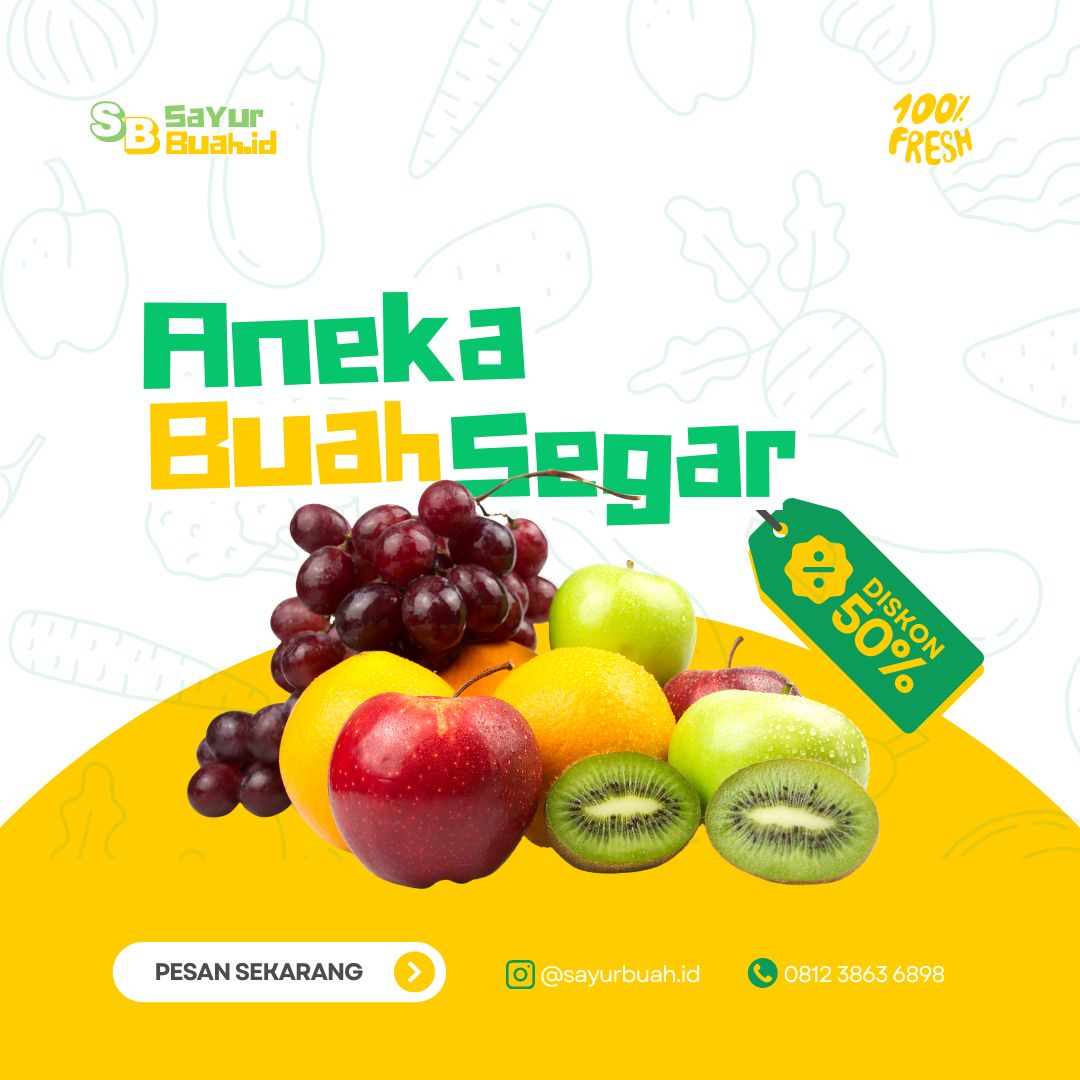 SB
Sayur
Buah.id
100%
FRESH
Aneka
Buah Segar
DISKON
50%
PESAN SEKARANG
@sayurbuah.id
0812 3863 6898